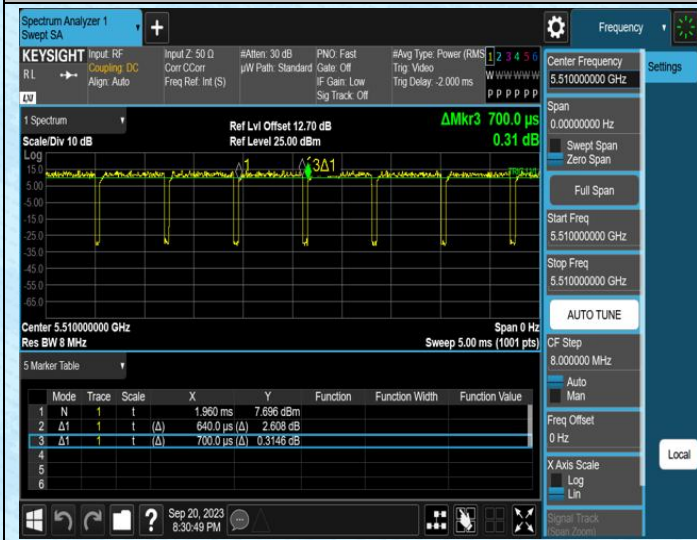 Spectrum Analyzer 1
Swept SA
Frequency
KEYSIGHT
RL
Input: RF
Coupling: DC
Align: Auto
Input Z: 50 Ω
Corr CCorr
Freq Ref: Int (S)
#Atten: 30 dB
µW Path: Standard
PNO: Fast
Gate: Off
IF Gain: Low
Sig Track: Off
#Avg Type: Power (RMS
Trig: Video
Trig Delay: -2.000 ms
1 2 3 4 5 6
W W W W W W
P P P P P P
LXI
1 Spectrum
Scale/Div 10 dB
Ref Lvl Offset 12.70 dB
Ref Level 25.00 dBm
ΔMkr3 700.0 µs
0.31 dB
Log
15.0
5.00
-5.00
-15.0
-25.0
-35.0
-45.0
-55.0
-65.0
1
3Δ1
Center 5.510000000 GHz
Res BW 8 MHz
Span 0 Hz
Sweep 5.00 ms (1001 pts)
5 Marker Table
Mode Trace Scale X Y Function Function Width Function Value
1 N 1 t 1.960 ms 7.696 dBm
2 Δ1 1 t (Δ) 640.0 µs (Δ) 2.608 dB
3 Δ1 1 t (Δ) 700.0 µs (Δ) 0.3146 dB
4
5
6
Sep 20, 2023
8:30:49 PM
Center Frequency
5.510000000 GHz
Span
0.00000000 Hz
Swept Span
Zero Span
Full Span
Start Freq
5.510000000 GHz
Stop Freq
5.510000000 GHz
AUTO TUNE
CF Step
8.000000 MHz
Auto
Man
Freq Offset
0 Hz
X Axis Scale
Log
Lin
Signal Track
(Span Zoom)
Settings
Local